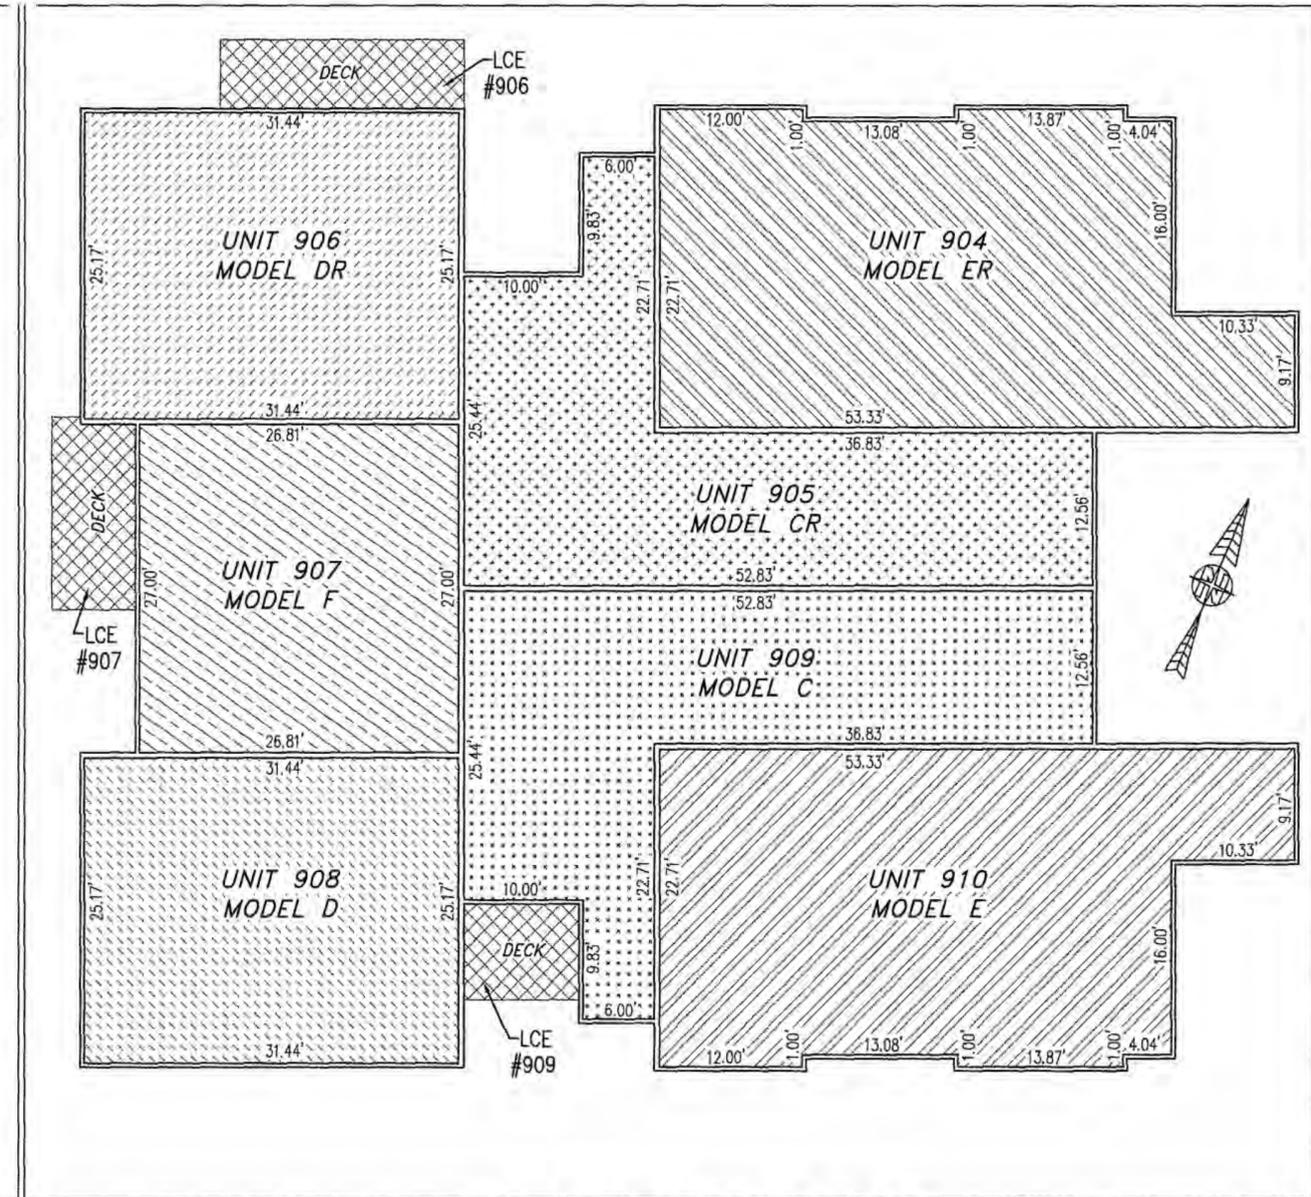 DECK
LCE
#906
31.44'
25.17'
UNIT 906
MODEL DR
25.17'
31.44'
6.00'
9.83'
10.00'
22.71'
25.44'
12.00'
1.00'
13.08'
1.00'
13.87'
1.00'
4.04'
16.00'
UNIT 904
MODEL ER
22.71'
10.33'
9.17'
53.33'
36.83'
UNIT 905
MODEL CR
12.56'
52.83'
DECK
LCE
#907
26.81'
27.00'
UNIT 907
MODEL F
27.00'
26.81'
52.83'
UNIT 909
MODEL C
12.56'
36.83'
25.44'
22.71'
10.00'
9.83'
6.00'
DECK
LCE
#909
31.44'
25.17'
UNIT 908
MODEL D
25.17'
31.44'
53.33'
9.17'
10.33'
22.71'
UNIT 910
MODEL E
16.00'
12.00'
1.00'
13.08'
1.00'
13.87'
1.00'
4.04'